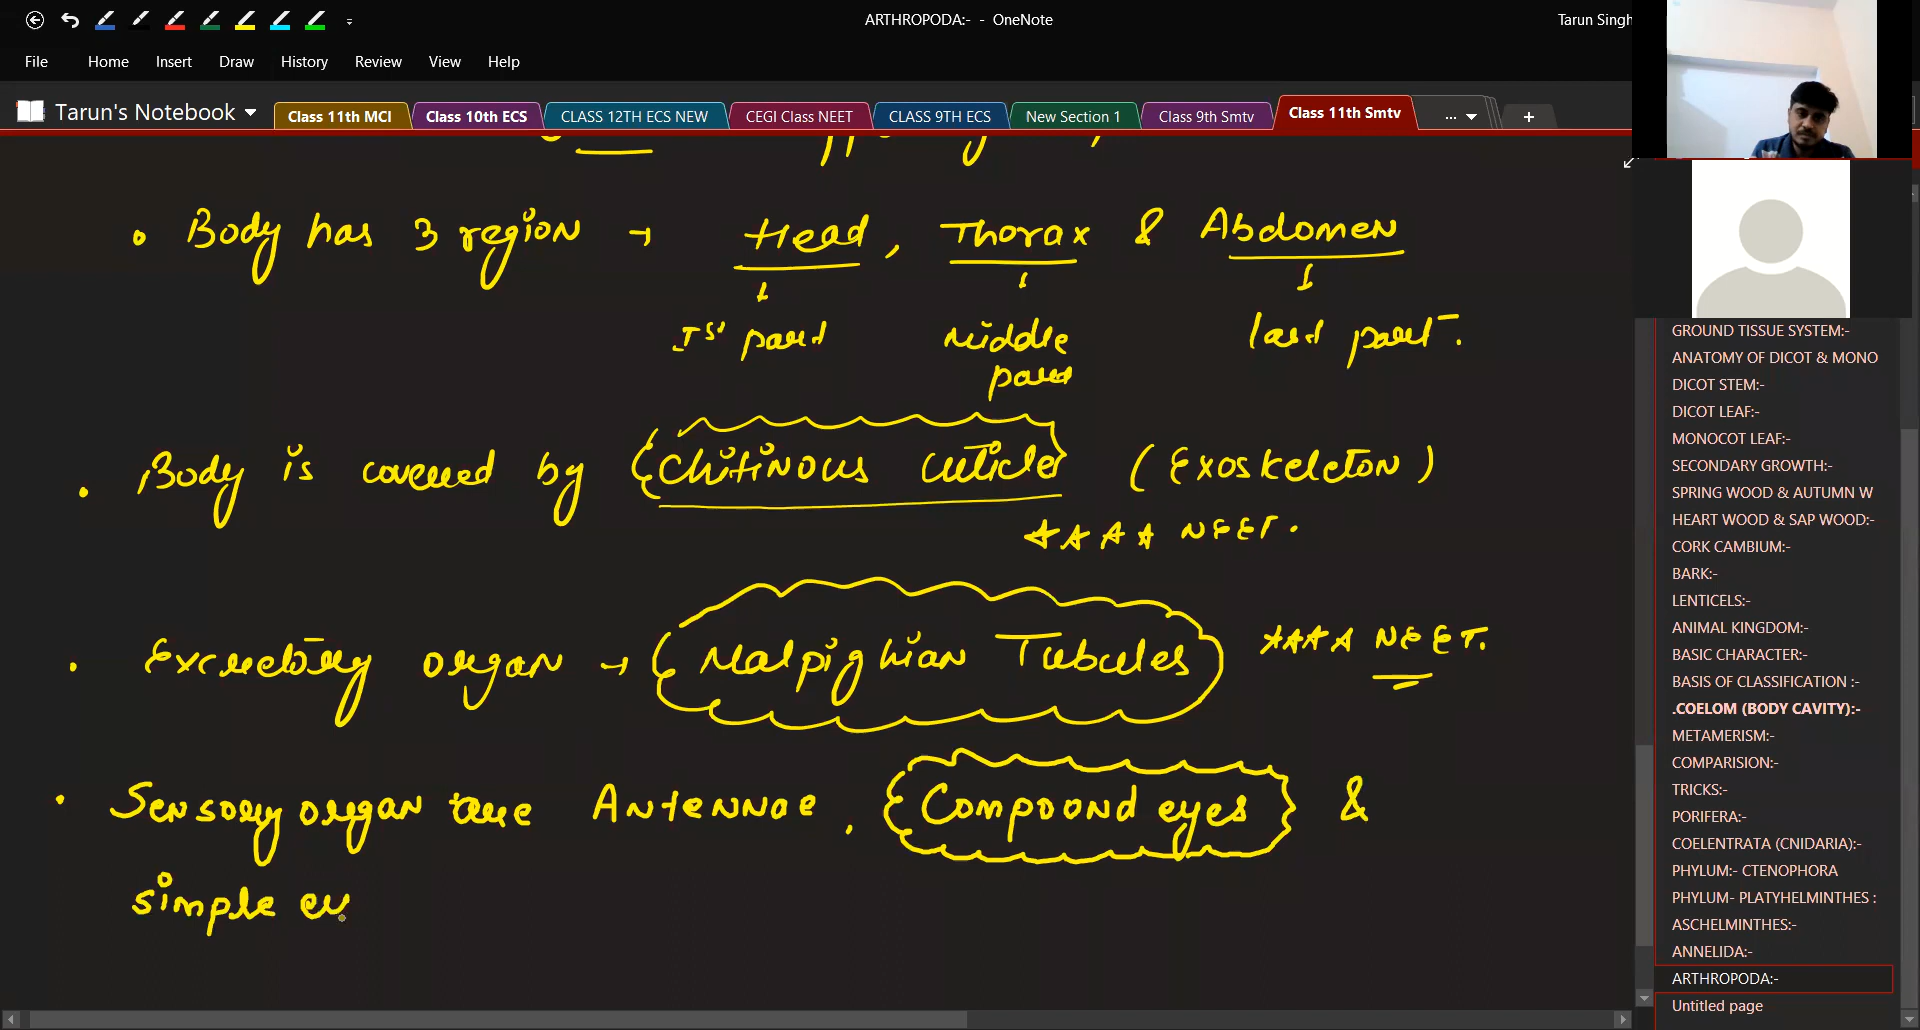 ARTHROPODA:- - OneNote
Tarun Singh
File Home Insert Draw History Review View Help
Tarun's Notebook
Class 11th MCI Class 10th ECS CLASS 12TH ECS NEW CEGI Class NEET CLASS 9TH ECS New Section 1 Class 9th Smtv Class 11th Smtv ...
• Body has 3 region → Head, Thorax & Abdomen
Ist part middle part last part.
• Body is covered by {Chitinous cuticle} (Exoskeleton)
**** NEET.
• Excretory organ → (Malpighian Tubules) **** NEET.
• Sensory organ are Antennae, {Compound eyes} &
simple ey
GROUND TISSUE SYSTEM:-
ANATOMY OF DICOT & MONO
DICOT STEM:-
DICOT LEAF:-
MONOCOT LEAF:-
SECONDARY GROWTH:-
SPRING WOOD & AUTUMN W
HEART WOOD & SAP WOOD:-
CORK CAMBIUM:-
BARK:-
LENTICELS:-
ANIMAL KINGDOM:-
BASIC CHARACTER:-
BASIS OF CLASSIFICATION :-
.COELOM (BODY CAVITY):-
METAMERISM:-
COMPARISION:-
TRICKS:-
PORIFERA:-
COELENTRATA (CNIDARIA):-
PHYLUM:- CTENOPHORA
PHYLUM- PLATYHELMINTHES :
ASCHELMINTHES:-
ANNELIDA:-
ARTHROPODA:-
Untitled page